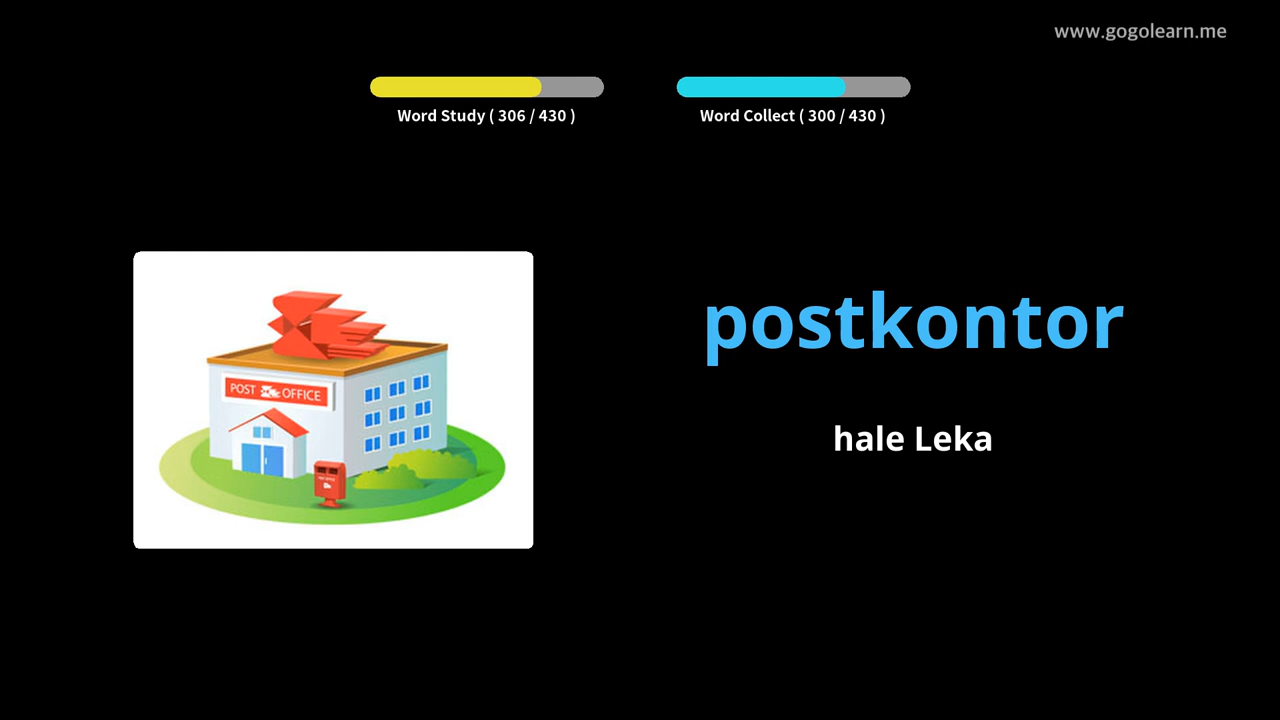 www.gogolearn.me
Word Study ( 306 / 430 )
Word Collect ( 300 / 430 )
POST OFFICE
postkontor
hale Leka